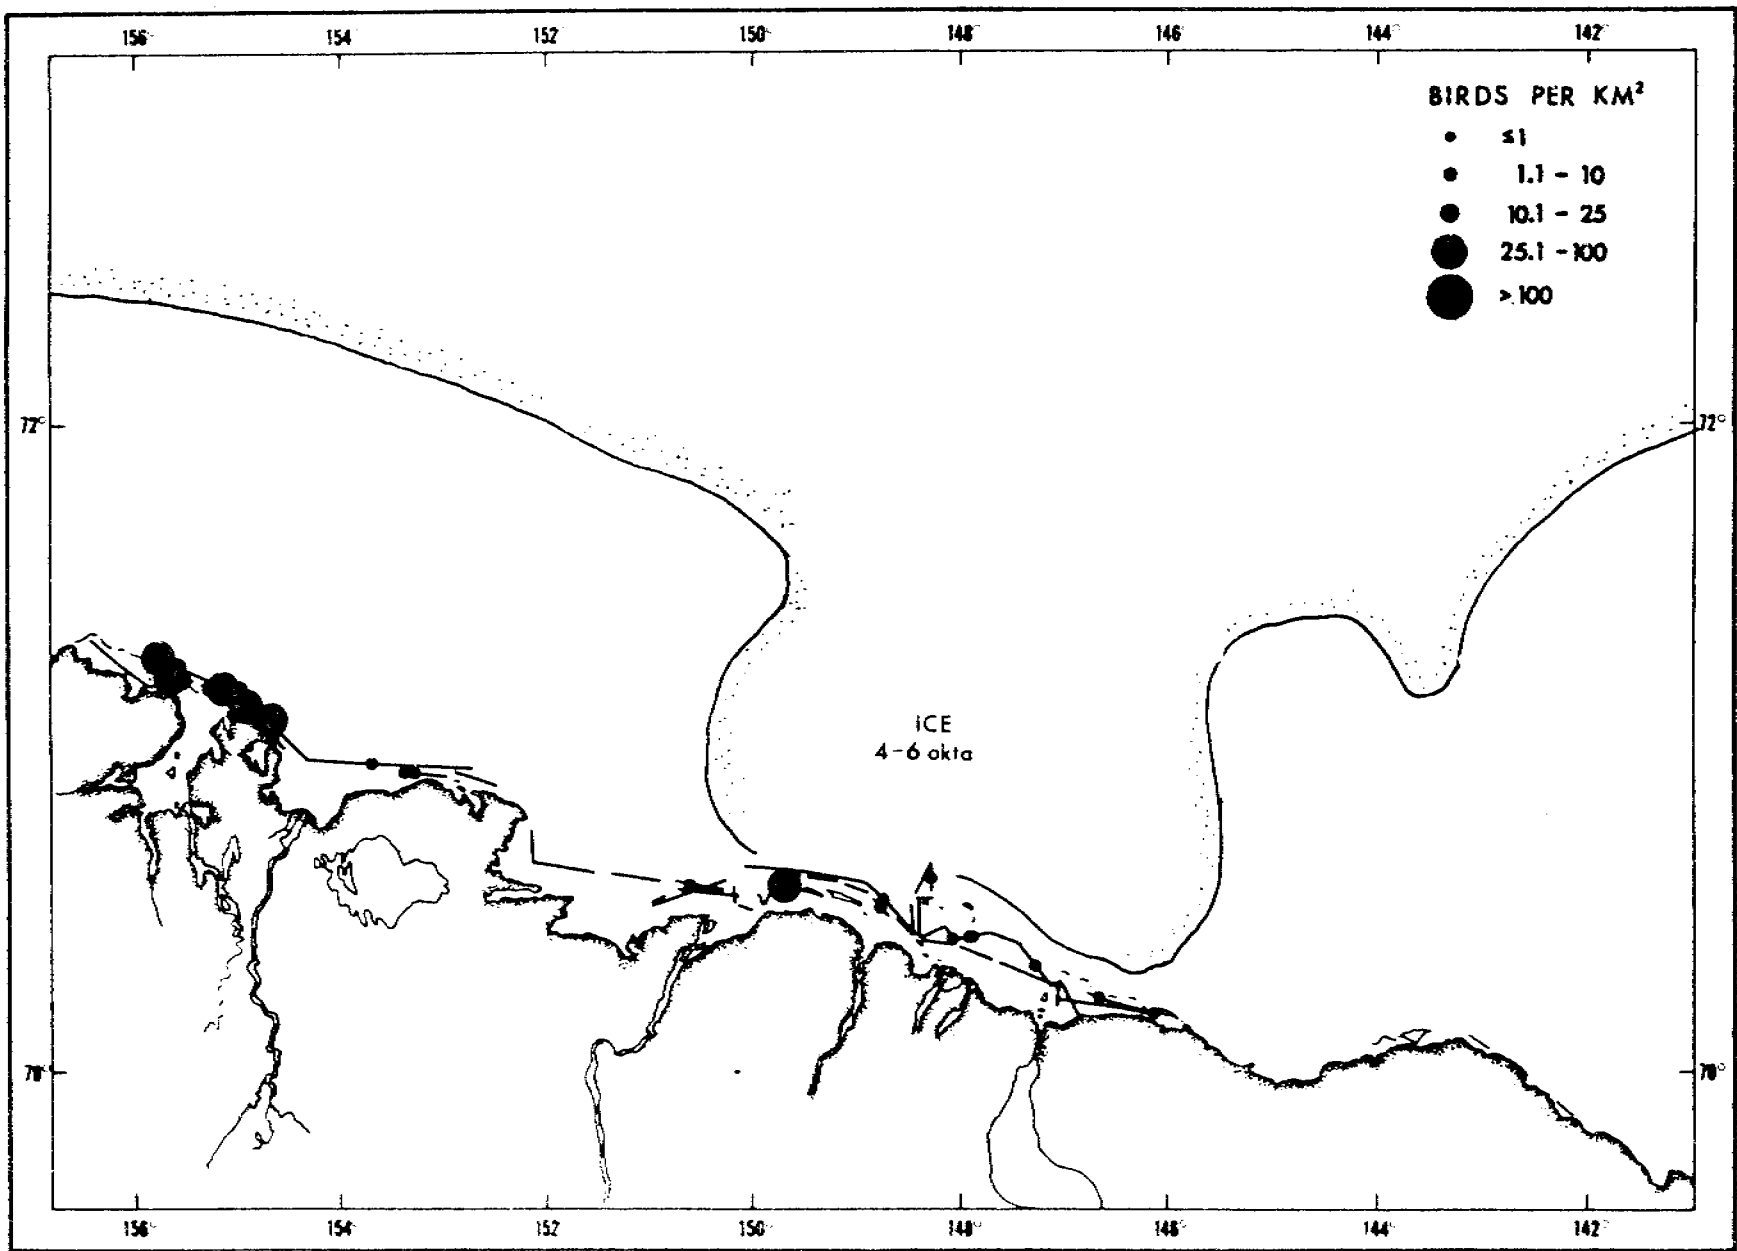 156° 154 152 150° 148° 146° 144° 142°
BIRDS PER KM²
≤1
1.1 - 10
10.1 - 25
25.1 - 100
>100
72° 72°
ICE
4-6 okta
70° 70°
156° 154° 152° 150° 148° 146° 144° 142°